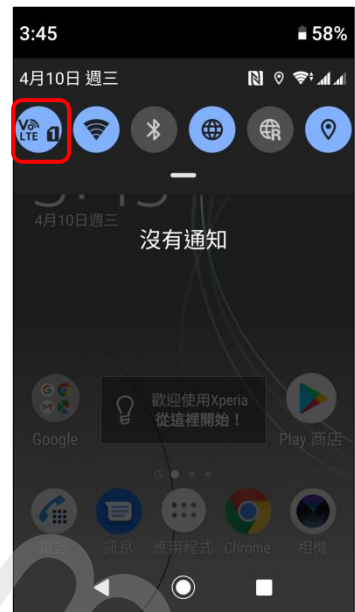 3:45
58%
4月10日 週三
VoLTE 1
R
4月10日週三
沒有通知
歡迎使用Xperia
從這裡開始！
Google
Play 商店
G
電話
訊息
應用程式
Chrome
相機